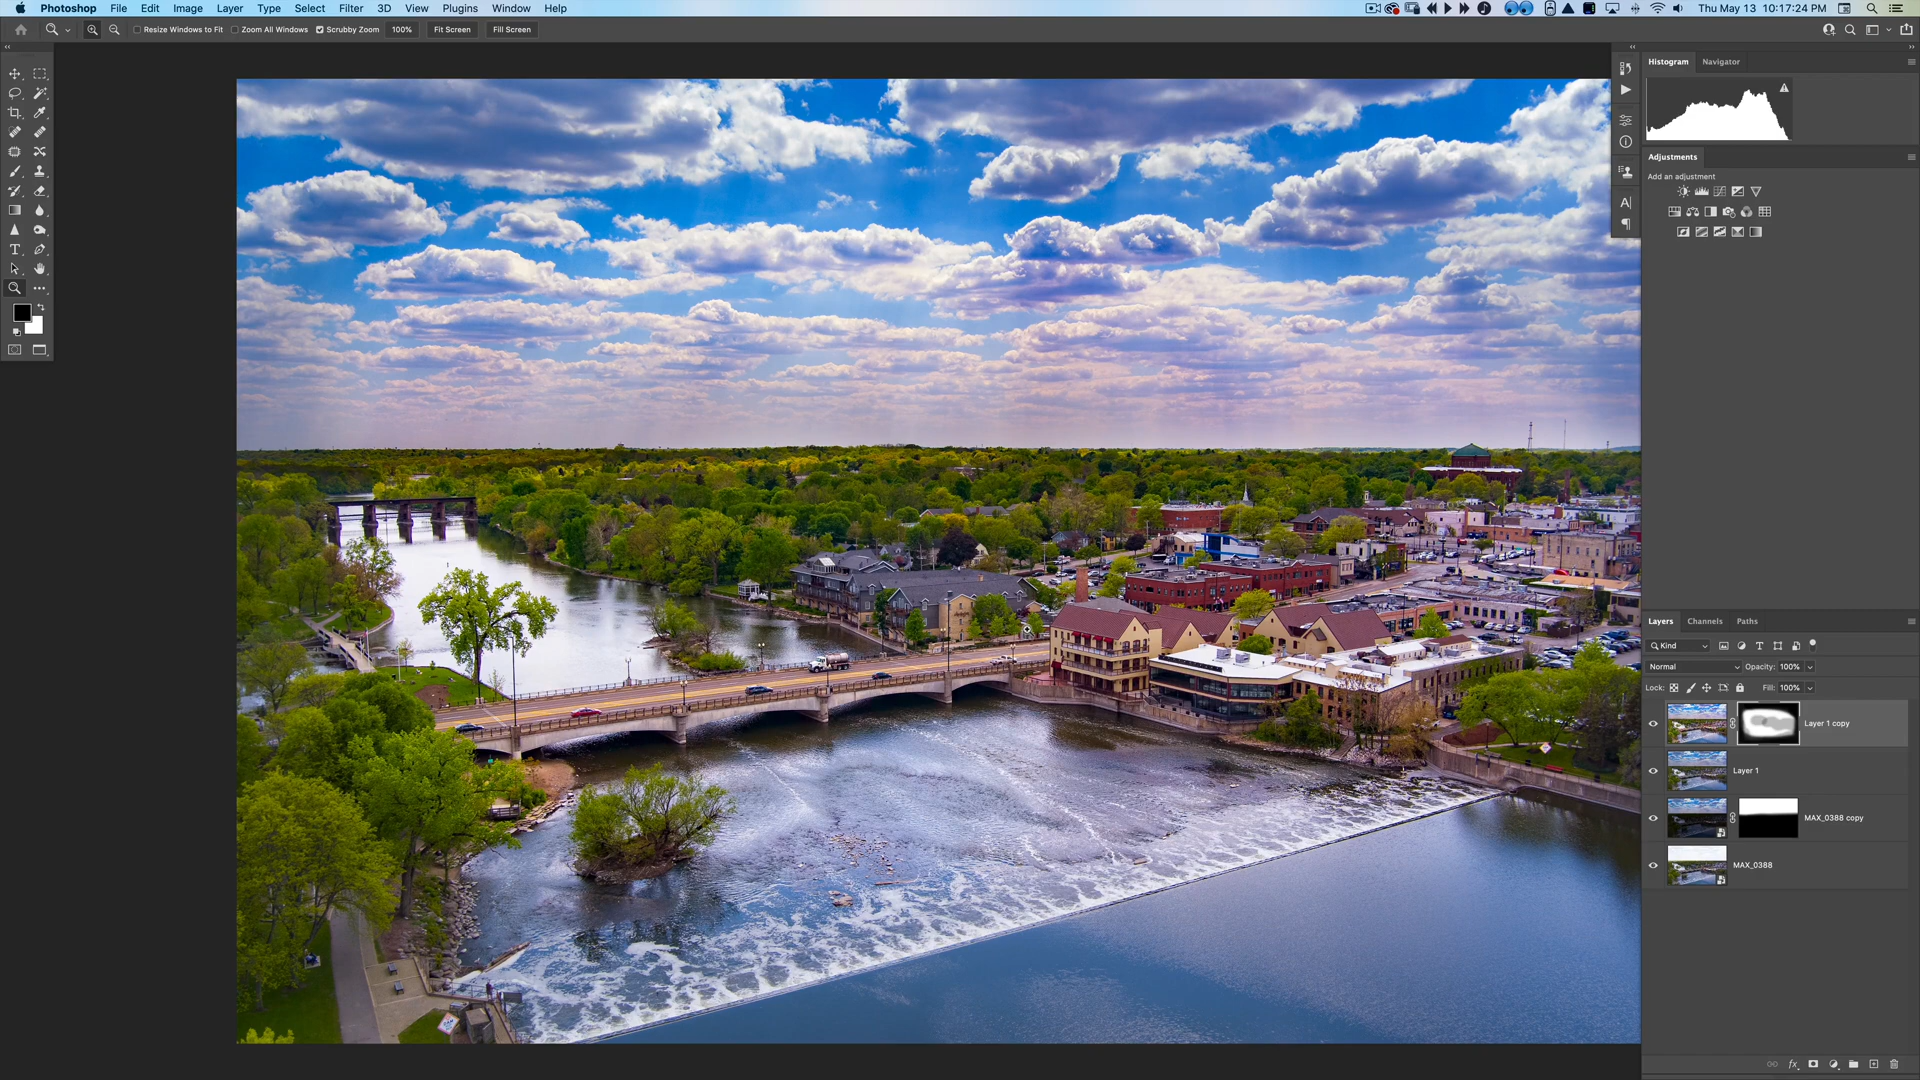 Photoshop File Edit Image Layer Type Select Filter 3D View Plugins Window Help Thu May 13 10:17:24 PM
Resize Windows to Fit Zoom All Windows Scrubby Zoom 100% Fit Screen Fill Screen
Histogram Navigator
Adjustments
Add an adjustment
Layers Channels Paths
Kind
Normal Opacity: 100%
Lock: Fill: 100%
Layer 1 copy
Layer 1
MAX_0388 copy
MAX_0388